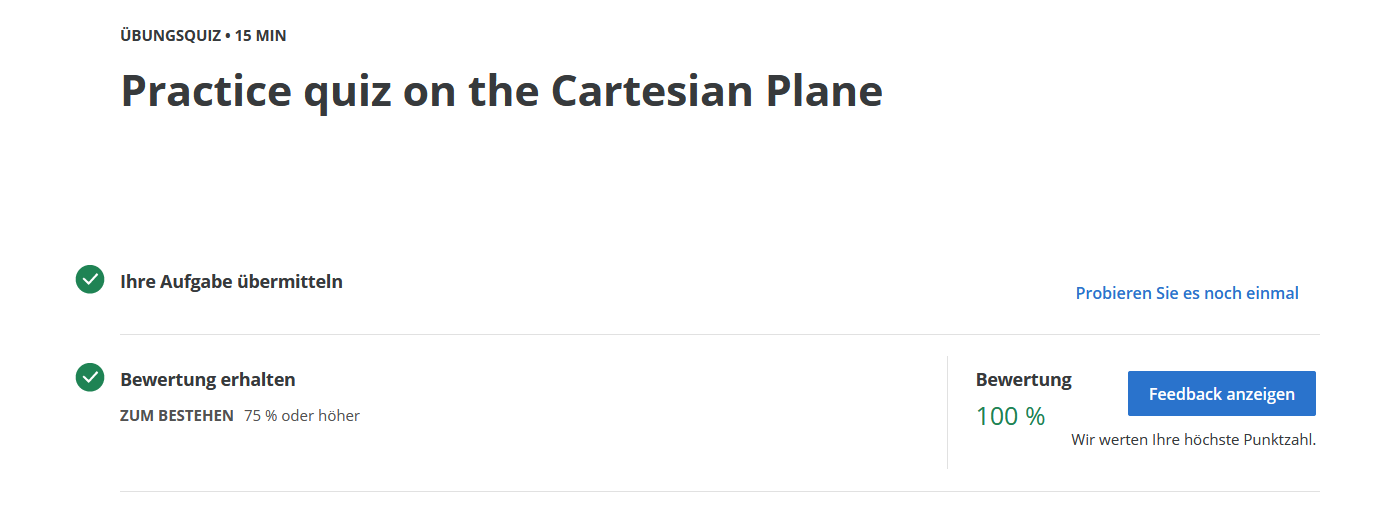 ÜBUNGSQUIZ • 15 MIN
Practice quiz on the Cartesian Plane
Ihre Aufgabe übermitteln
Probieren Sie es noch einmal
Bewertung erhalten
ZUM BESTEHEN 75 % oder höher
Bewertung
100 %
Feedback anzeigen
Wir werten Ihre höchste Punktzahl.